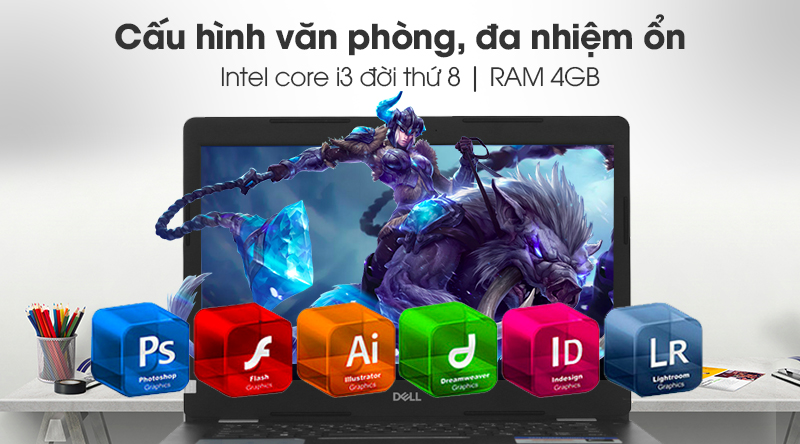 Cấu hình văn phòng, đa nhiệm ổn
Intel core i3 đời thứ 8 | RAM 4GB
Ps
Photoshop
Graphics
Flash
Graphics
Ai
Illustrator
Graphics
Dreamweaver
Graphics
ID
Indesign
Graphics
LR
Lightroom
Graphics
DELL